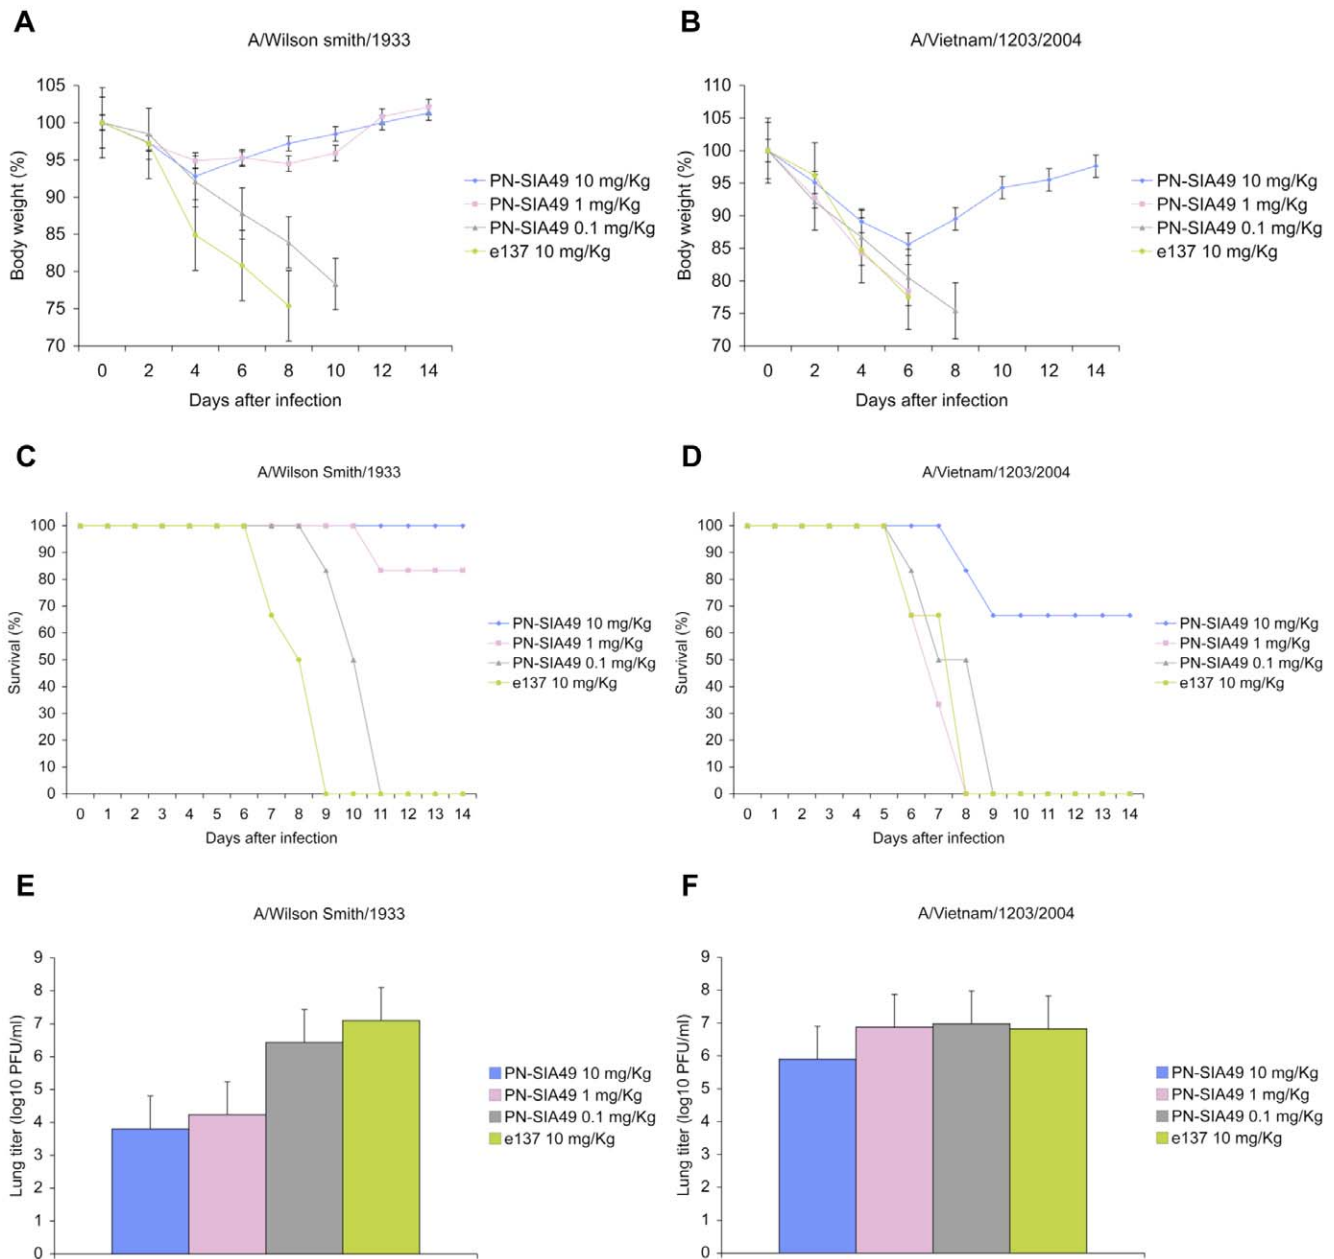 A
A/Wilson smith/1933
105
100
95
90
85
80
75
70
Body weight (%)
0 2 4 6 8 10 12 14
Days after infection
PN-SIA49 10 mg/Kg
PN-SIA49 1 mg/Kg
PN-SIA49 0.1 mg/Kg
e137 10 mg/Kg
B
A/Vietnam/1203/2004
110
105
100
95
90
85
80
75
70
Body weight (%)
0 2 4 6 8 10 12 14
Days after infection
PN-SIA49 10 mg/Kg
PN-SIA49 1 mg/Kg
PN-SIA49 0.1 mg/Kg
e137 10 mg/Kg
C
A/Wilson Smith/1933
100
90
80
70
60
50
40
30
20
10
0
Survival (%)
0 1 2 3 4 5 6 7 8 9 10 11 12 13 14
Days after infection
PN-SIA49 10 mg/Kg
PN-SIA49 1 mg/Kg
PN-SIA49 0.1 mg/Kg
e137 10 mg/Kg
D
A/Vietnam/1203/2004
100
90
80
70
60
50
40
30
20
10
0
Survival (%)
0 1 2 3 4 5 6 7 8 9 10 11 12 13 14
Days after infection
PN-SIA49 10 mg/Kg
PN-SIA49 1 mg/Kg
PN-SIA49 0.1 mg/Kg
e137 10 mg/Kg
E
A/Wilson Smith/1933
9
8
7
6
5
4
3
2
1
0
Lung titer (log10 PFU/ml)
PN-SIA49 10 mg/Kg
PN-SIA49 1 mg/Kg
PN-SIA49 0.1 mg/Kg
e137 10 mg/Kg
F
A/Vietnam/1203/2004
9
8
7
6
5
4
3
2
1
0
Lung titer (log10 PFU/ml)
PN-SIA49 10 mg/Kg
PN-SIA49 1 mg/Kg
PN-SIA49 0.1 mg/Kg
e137 10 mg/Kg